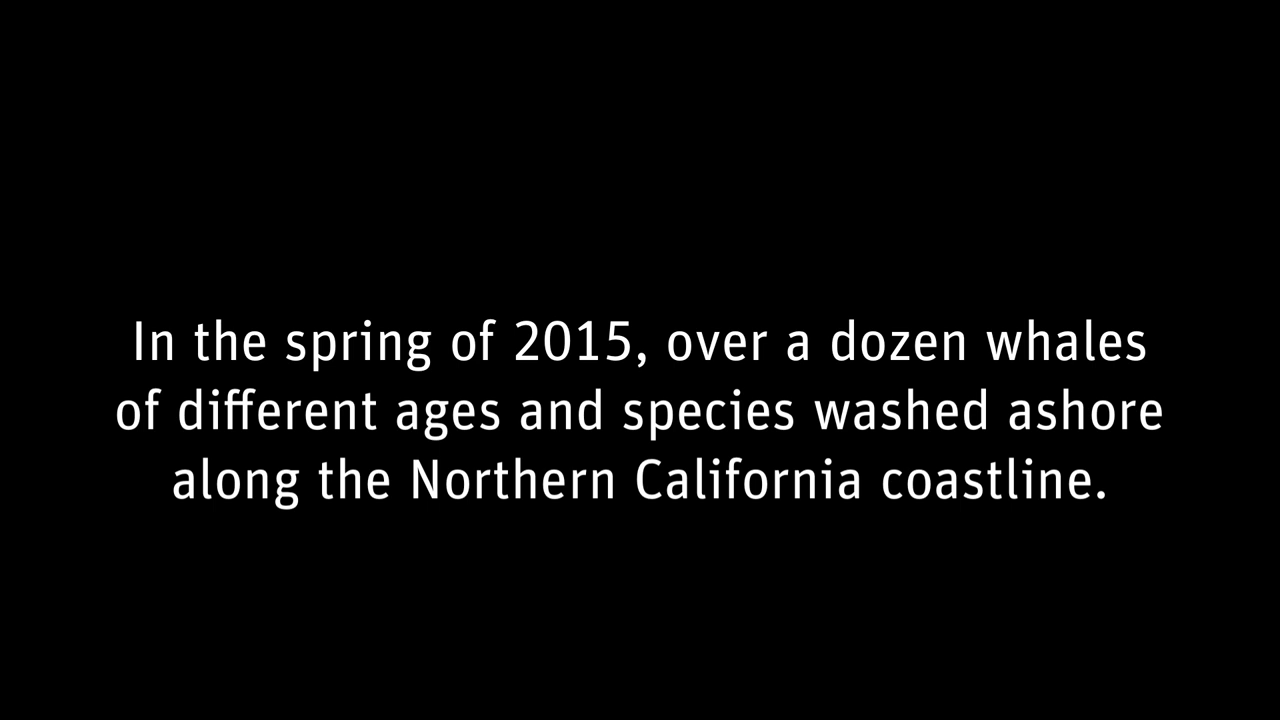 In the spring of 2015, over a dozen whales
of different ages and species washed ashore
along the Northern California coastline.